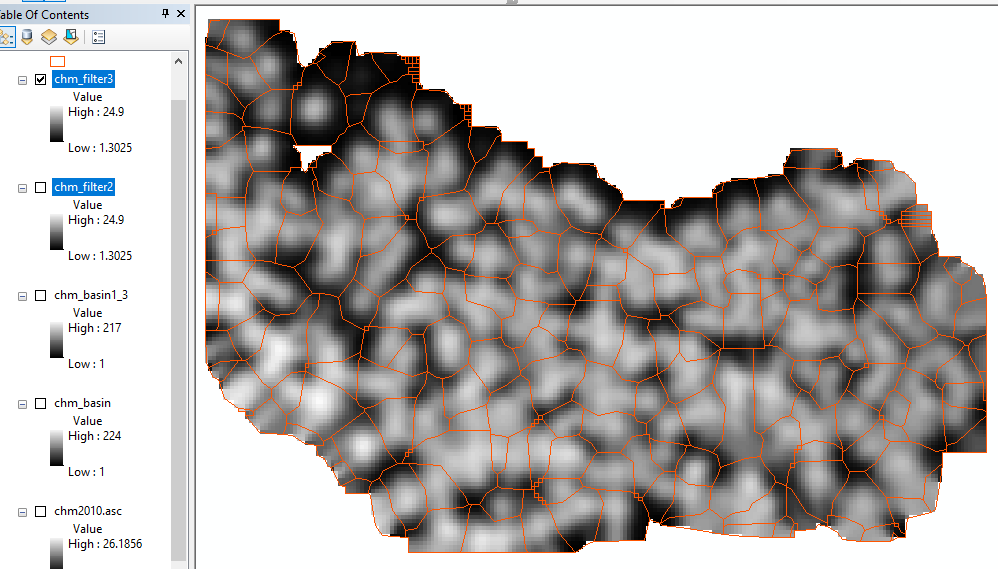 Table Of Contents
chm_filter3
Value
High : 24.9
Low : 1.3025
chm_filter2
Value
High : 24.9
Low : 1.3025
chm_basin1_3
Value
High : 217
Low : 1
chm_basin
Value
High : 224
Low : 1
chm2010.asc
Value
High : 26.1856